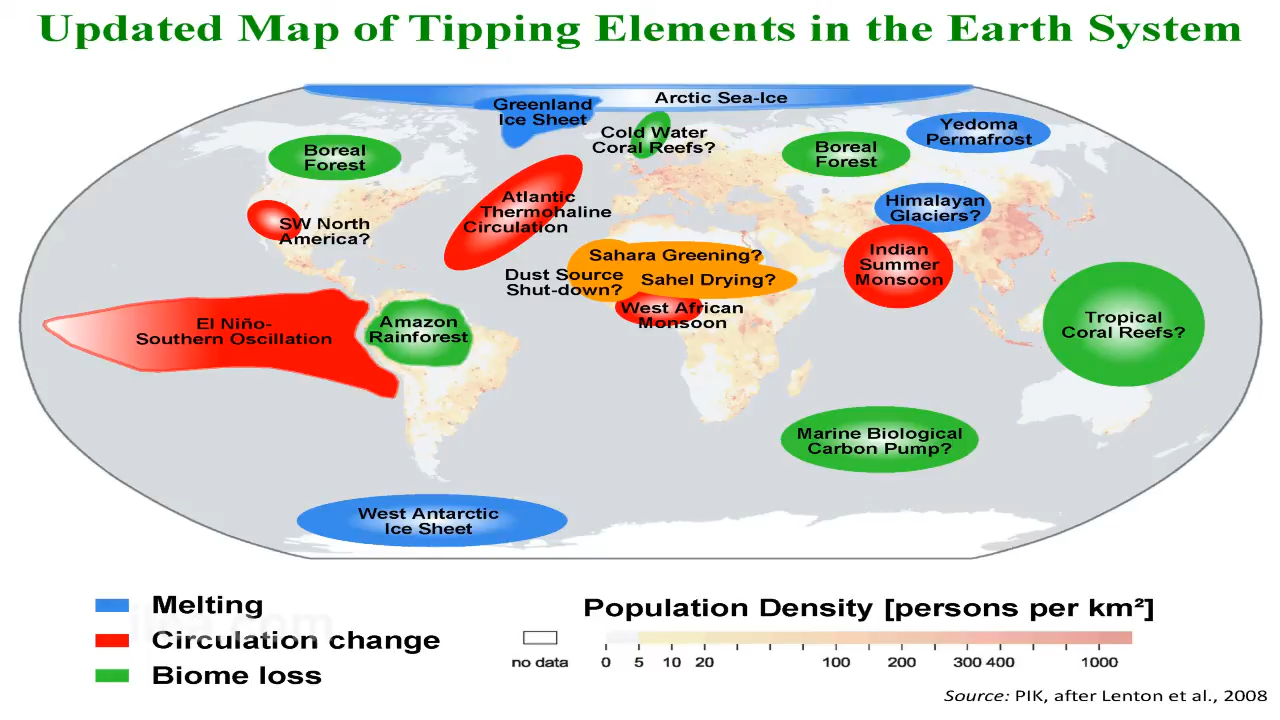 Updated Map of Tipping Elements in the Earth System
Arctic Sea-Ice
Greenland
Ice Sheet
Cold Water
Coral Reefs?
Yedoma
Permafrost
Boreal
Forest
Boreal
Forest
Atlantic
Thermohaline
Circulation
Himalayan
Glaciers?
SW North
America?
Sahara Greening?
Indian
Summer
Monsoon
Dust Source
Shut-down?
Sahel Drying?
West African
Monsoon
El Niño-
Southern Oscillation
Amazon
Rainforest
Tropical
Coral Reefs?
Marine Biological
Carbon Pump?
West Antarctic
Ice Sheet
Melting
Circulation change
Biome loss
Population Density [persons per km²]
no data
0 5 10 20 100 200 300 400 1000
Source: PIK, after Lenton et al., 2008